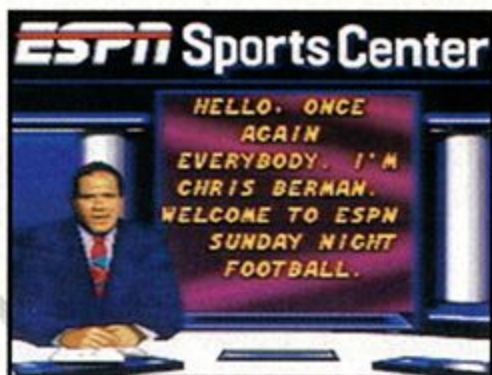 ESPN Sports Center
HELLO. ONCE
AGAIN
EVERYBODY. I'M
CHRIS BERMAN.
WELCOME TO ESPN
SUNDAY NIGHT
FOOTBALL.